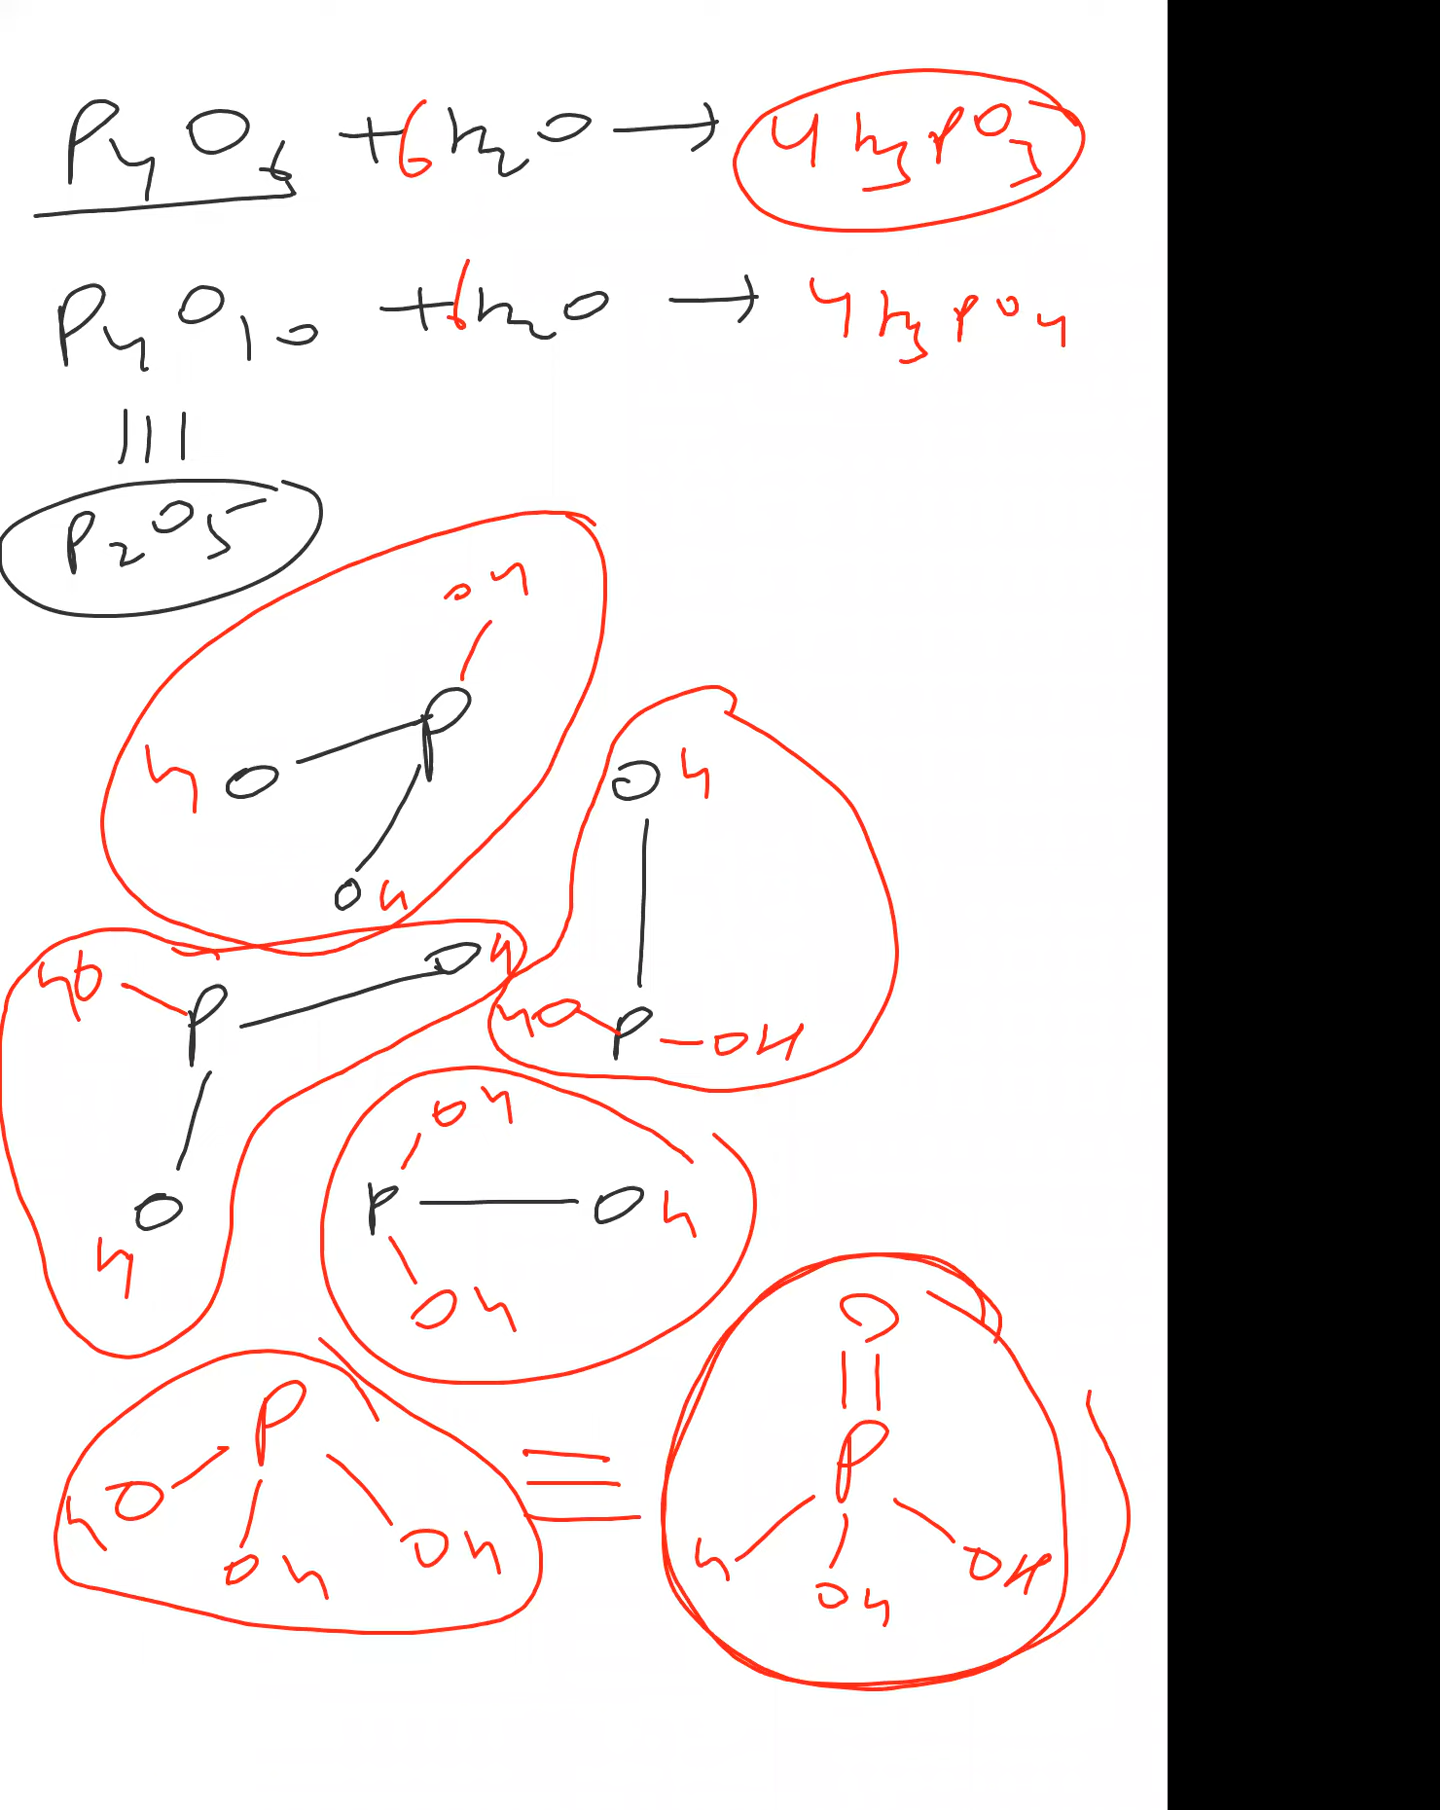 P4O6 + 6H2O → 4H3PO3
P4O10 + 6H2O → 4H3PO4
|||
P2O5
OH
P
HO
OH
OH
HO P OH
HO P OH
OH
OH
P — OH
OH
P
HO OH OH
≡
O
||
P
H OH OH